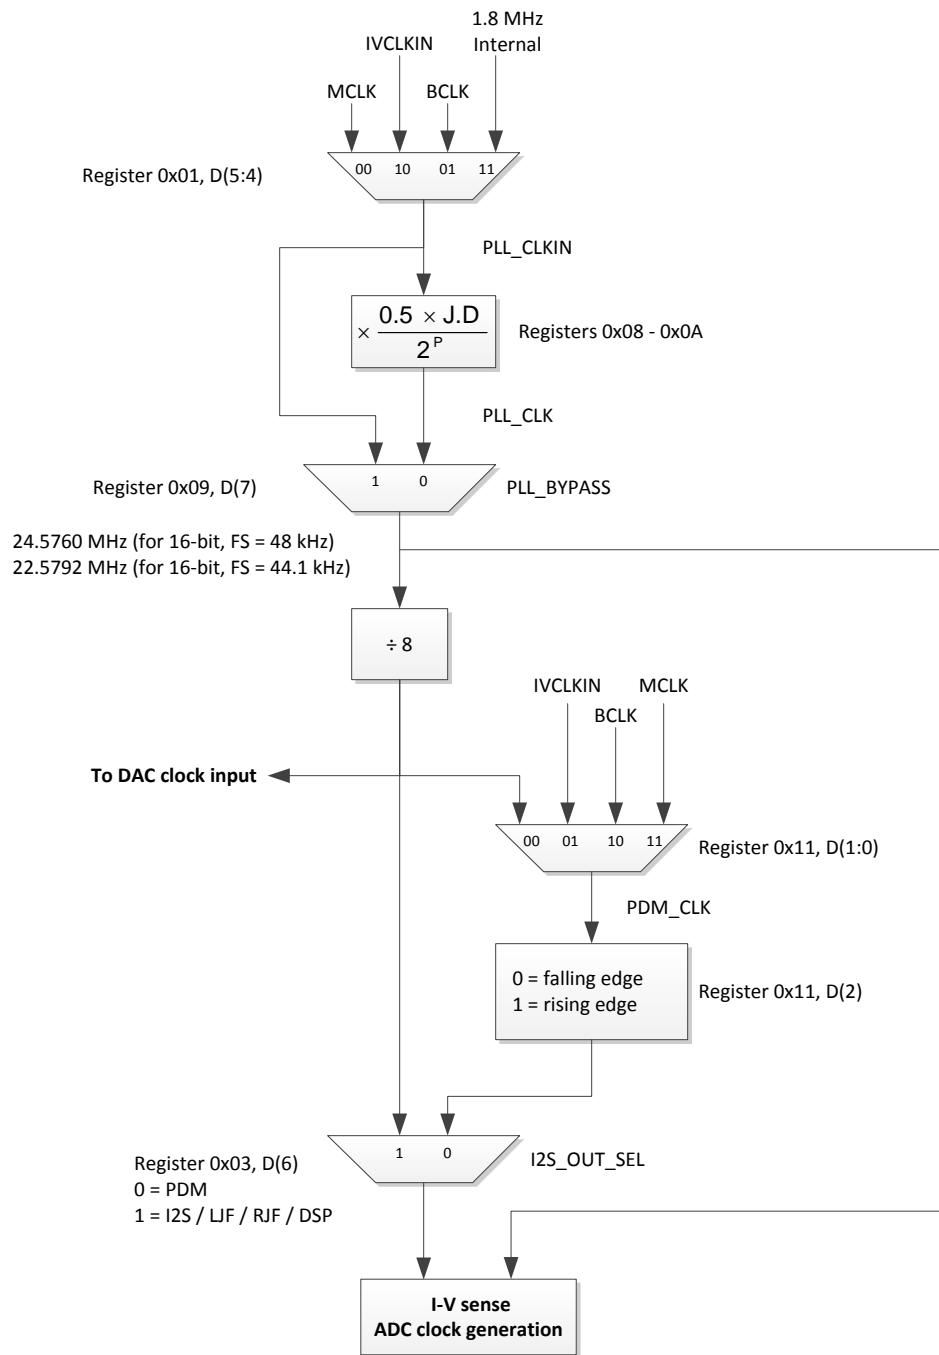 1.8 MHz
Internal
IVCLKIN
MCLK
BCLK
00 10 01 11
Register 0x01, D(5:4)
PLL_CLKIN
× 0.5 × J.D
2^P
Registers 0x08 - 0x0A
PLL_CLK
1 0
Register 0x09, D(7)
PLL_BYPASS
24.5760 MHz (for 16-bit, FS = 48 kHz)
22.5792 MHz (for 16-bit, FS = 44.1 kHz)
÷ 8
IVCLKIN
MCLK
BCLK
To DAC clock input
00 01 10 11
Register 0x11, D(1:0)
PDM_CLK
0 = falling edge
1 = rising edge
Register 0x11, D(2)
1 0
I2S_OUT_SEL
Register 0x03, D(6)
0 = PDM
1 = I2S / LJF / RJF / DSP
I-V sense
ADC clock generation